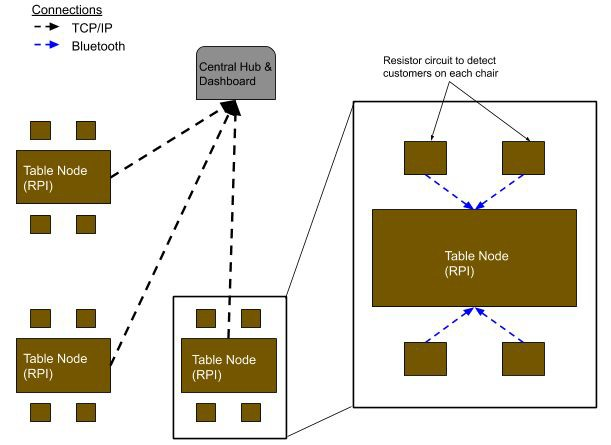 Connections
TCP/IP
Bluetooth
Central Hub &
Dashboard
Resistor circuit to detect
customers on each chair
Table Node
(RPI)
Table Node
(RPI)
Table Node
(RPI)
Table Node
(RPI)